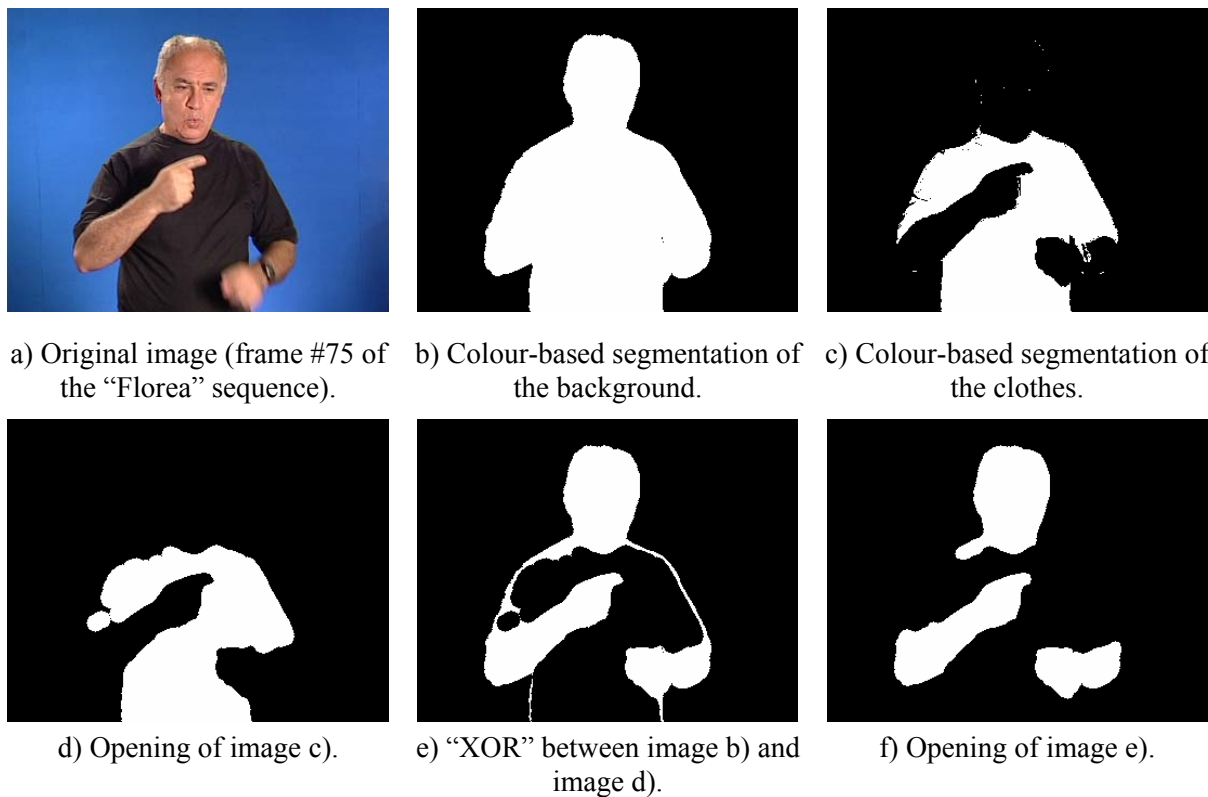 a) Original image (frame #75 of
the “Florea” sequence).
b) Colour-based segmentation of
the background.
c) Colour-based segmentation of
the clothes.
d) Opening of image c).
e) “XOR” between image b) and
image d).
f) Opening of image e).